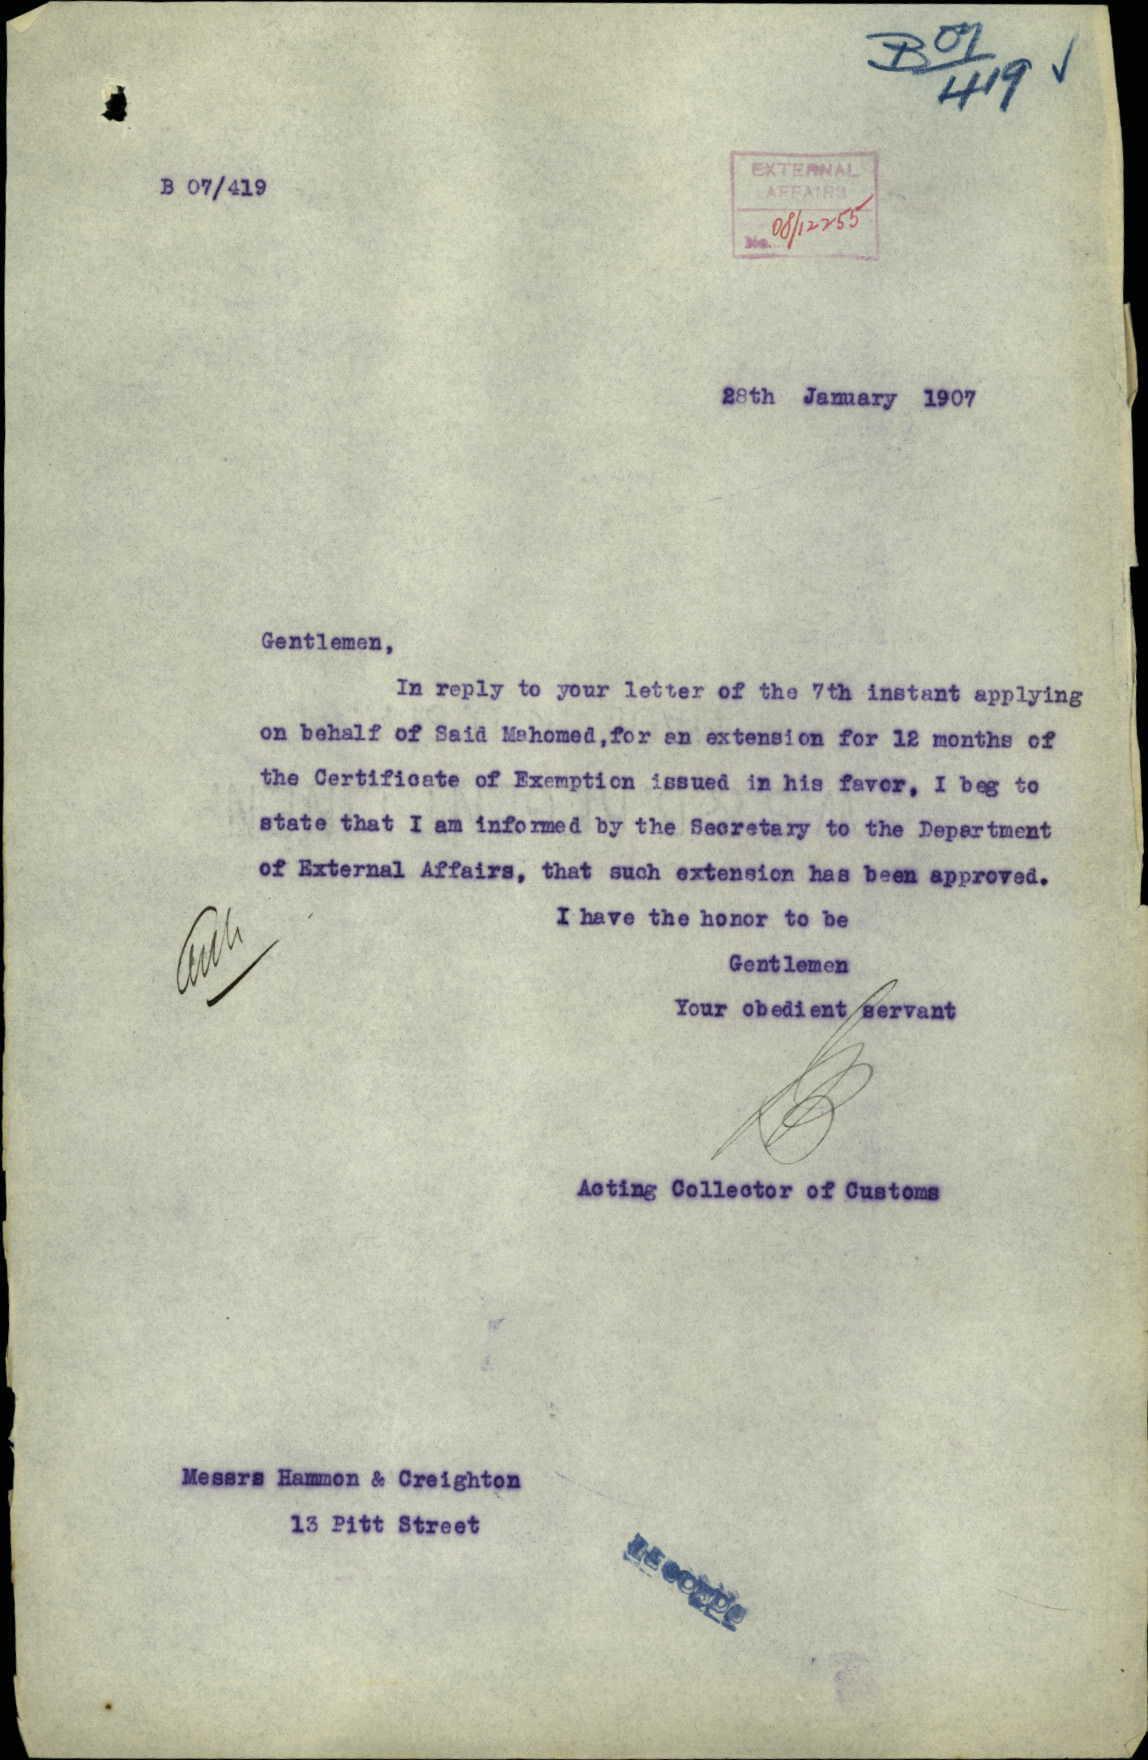 B 07/419 ✓
B 07/419
EXTERNAL
AFFAIRS
No. 08/12255
28th January 1907
Gentlemen,
In reply to your letter of the 7th instant applying
on behalf of Said Mahomed,for an extension for 12 months of
the Certificate of Exemption issued in his favor, I beg to
state that I am informed by the Secretary to the Department
of External Affairs, that such extension has been approved.
I have the honor to be
Gentlemen
Your obedient servant
Acting Collector of Customs
Messrs Hammon & Creighton
13 Pitt Street
RECORDS